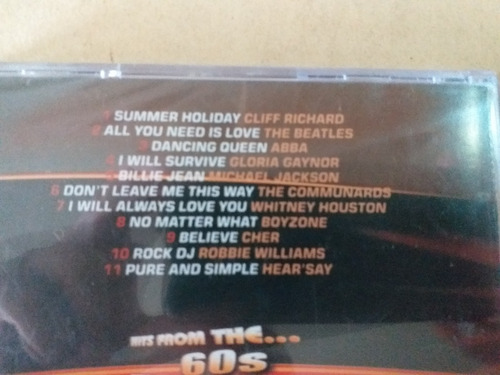 1 SUMMER HOLIDAY CLIFF RICHARD
2 ALL YOU NEED IS LOVE THE BEATLES
3 DANCING QUEEN ABBA
4 I WILL SURVIVE GLORIA GAYNOR
5 BILLIE JEAN MICHAEL JACKSON
6 DON'T LEAVE ME THIS WAY THE COMMUNARDS
7 I WILL ALWAYS LOVE YOU WHITNEY HOUSTON
8 NO MATTER WHAT BOYZONE
9 BELIEVE CHER
10 ROCK DJ ROBBIE WILLIAMS
11 PURE AND SIMPLE HEAR'SAY
HITS FROM THE...
60s